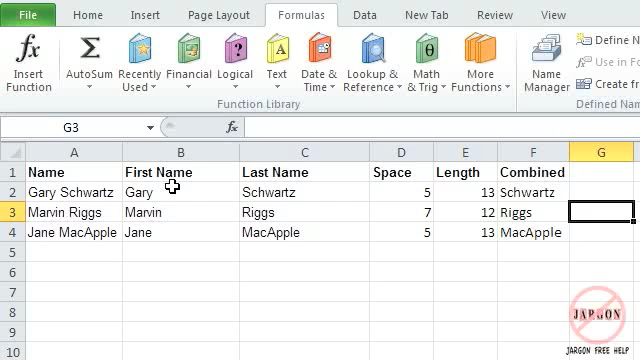 File Home Insert Page Layout Formulas Data New Tab Review View
fx Σ θ
Insert Function AutoSum Recently Used Financial Logical Text Date & Time Lookup & Reference Math & Trig More Functions Name Manager Define N
Use in Fo
Create fr
Function Library Defined Nam
G3 fx
A B C D E F G
1 Name First Name Last Name Space Length Combined
2 Gary Schwartz Gary Schwartz 5 13 Schwartz
3 Marvin Riggs Marvin Riggs 7 12 Riggs
4 Jane MacApple Jane MacApple 5 13 MacApple
5
6
7
8
9
10
JARGON
JARGON FREE HELP